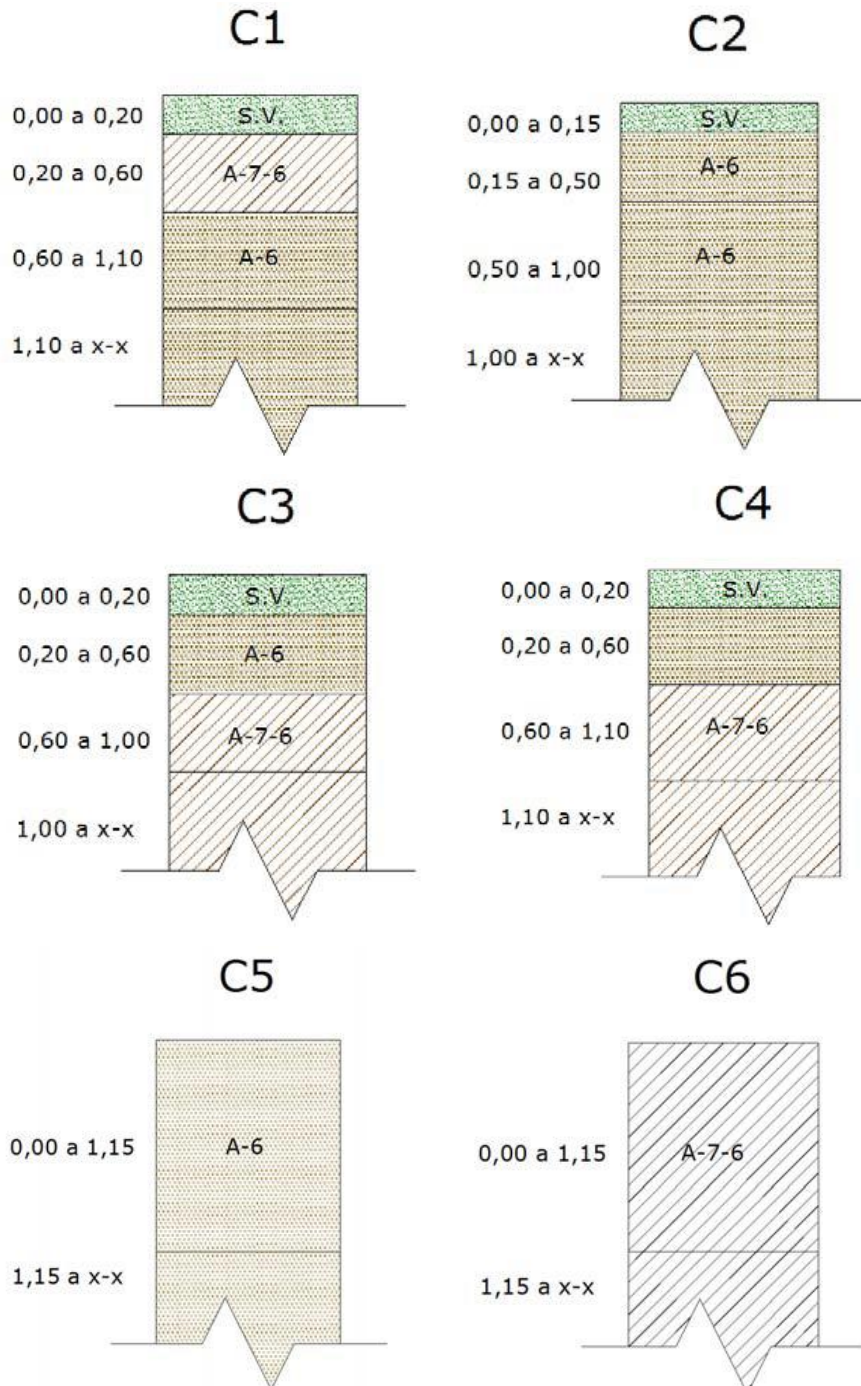 C1
0,00 a 0,20 S.V.
0,20 a 0,60 A-7-6
0,60 a 1,10 A-6
1,10 a x-x
C2
0,00 a 0,15 S.V.
0,15 a 0,50 A-6
0,50 a 1,00 A-6
1,00 a x-x
C3
0,00 a 0,20 S.V.
0,20 a 0,60 A-6
0,60 a 1,00 A-7-6
1,00 a x-x
C4
0,00 a 0,20 S.V.
0,20 a 0,60
0,60 a 1,10 A-7-6
1,10 a x-x
C5
0,00 a 1,15 A-6
1,15 a x-x
C6
0,00 a 1,15 A-7-6
1,15 a x-x